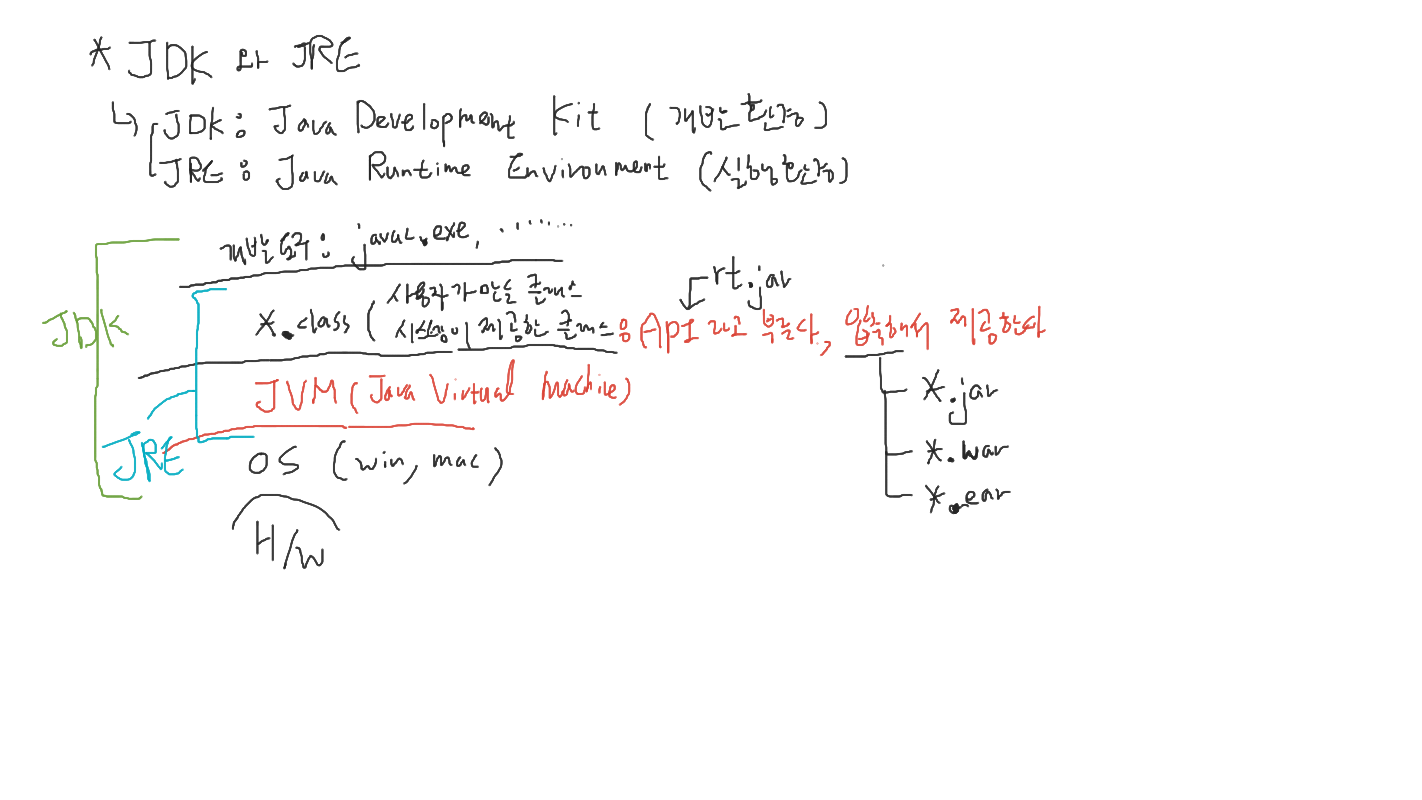 * JDK 와 JRE
JDK : Java Development Kit ( 개발환경 )
JRE : Java Runtime Environment (실행환경)
개발도구 : javac.exe, ........
rt.jar
*.class ( 사용자가 만든 클래스
시스템이 제공한 클래스 을 API 라고 부른다, 압축해서 제공한다
JDK
JVM ( Java Virtual Machine )
*.jar
JRE
OS ( win, mac )
*.war
*.ear
H/W